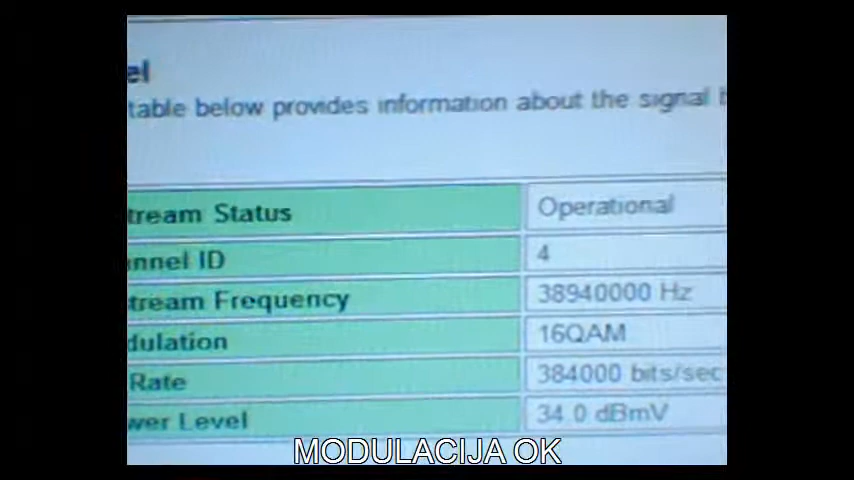 el
table below provides information about the signal
tream Status Operational
nnel ID 4
tream Frequency 38940000 Hz
dulation 16QAM
Rate 384000 bits/sec
wer Level 34.0 dBmV
MODULACIJA OK